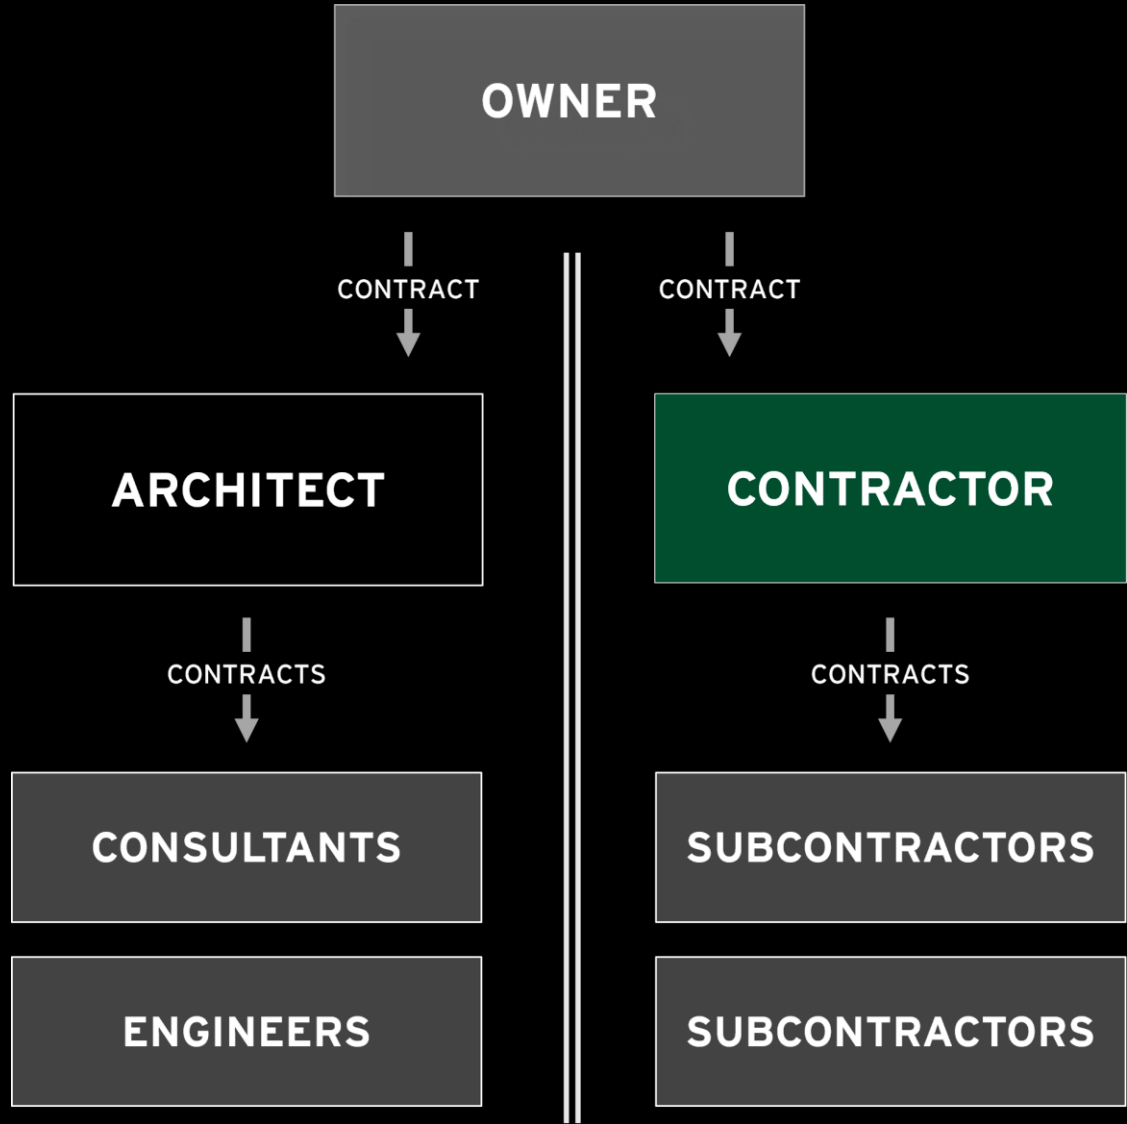 OWNER
CONTRACT
CONTRACT
ARCHITECT
CONTRACTOR
CONTRACTS
CONTRACTS
CONSULTANTS
SUBCONTRACTORS
ENGINEERS
SUBCONTRACTORS